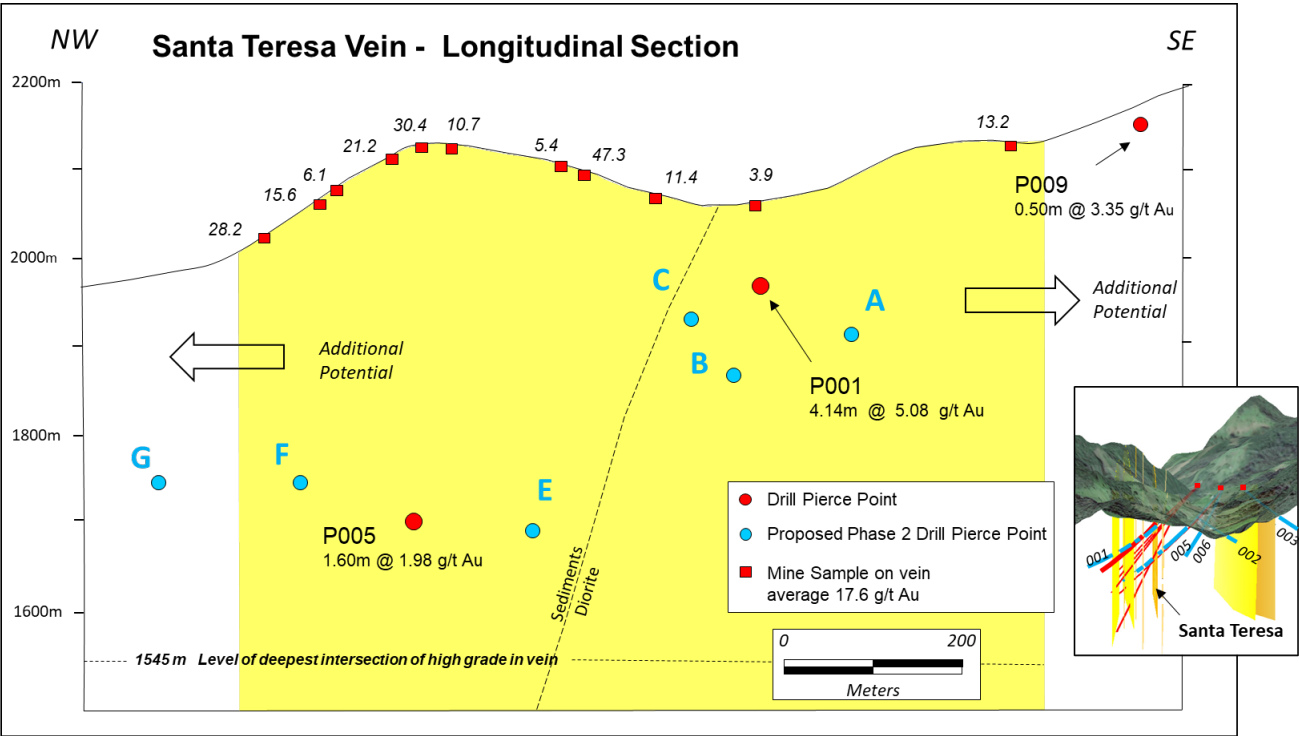 NW
Santa Teresa Vein - Longitudinal Section
SE
2200m
2000m
1800m
1600m
28.2
15.6
6.1
21.2
30.4
10.7
5.4
47.3
11.4
3.9
13.2
P009
0.50m @ 3.35 g/t Au
C
A
B
Additional
Potential
Additional
Potential
P001
4.14m @ 5.08 g/t Au
G
F
E
P005
1.60m @ 1.98 g/t Au
Sediments
Diorite
Drill Pierce Point
Proposed Phase 2 Drill Pierce Point
Mine Sample on vein
average 17.6 g/t Au
1545 m Level of deepest intersection of high grade in vein
0 200
Meters
001
005
006
002
003
Santa Teresa